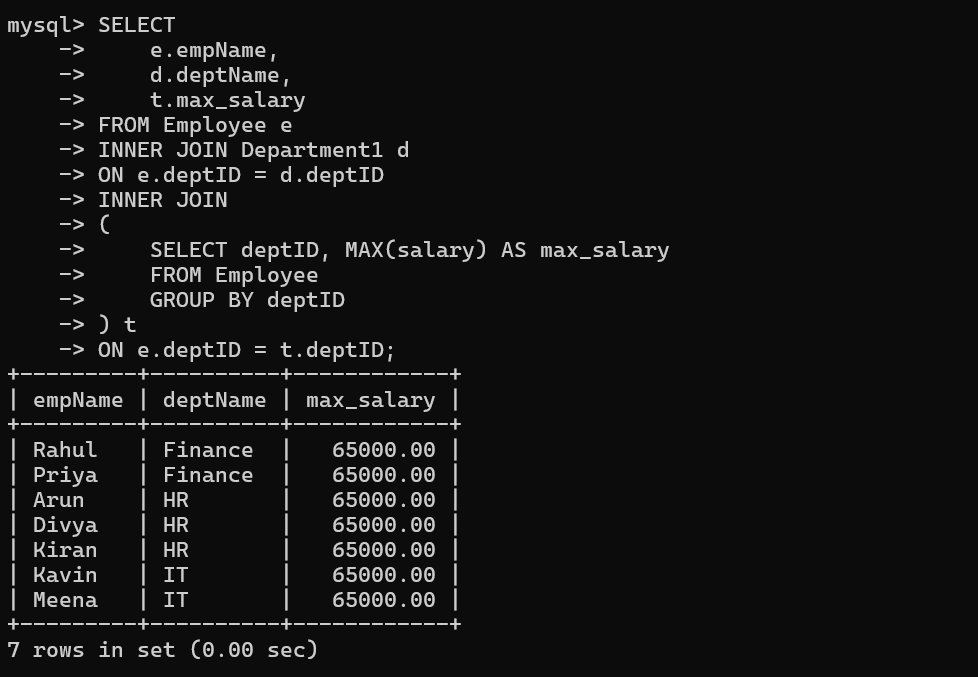 mysql> SELECT
    ->     e.empName,
    ->     d.deptName,
    ->     t.max_salary
    -> FROM Employee e
    -> INNER JOIN Department1 d
    -> ON e.deptID = d.deptID
    -> INNER JOIN
    -> (
    ->     SELECT deptID, MAX(salary) AS max_salary
    ->     FROM Employee
    ->     GROUP BY deptID
    -> ) t
    -> ON e.deptID = t.deptID;
+---------+----------+------------+
| empName | deptName | max_salary |
+---------+----------+------------+
| Rahul   | Finance  |   65000.00 |
| Priya   | Finance  |   65000.00 |
| Arun    | HR       |   65000.00 |
| Divya   | HR       |   65000.00 |
| Kiran   | HR       |   65000.00 |
| Kavin   | IT       |   65000.00 |
| Meena   | IT       |   65000.00 |
+---------+----------+------------+
7 rows in set (0.00 sec)